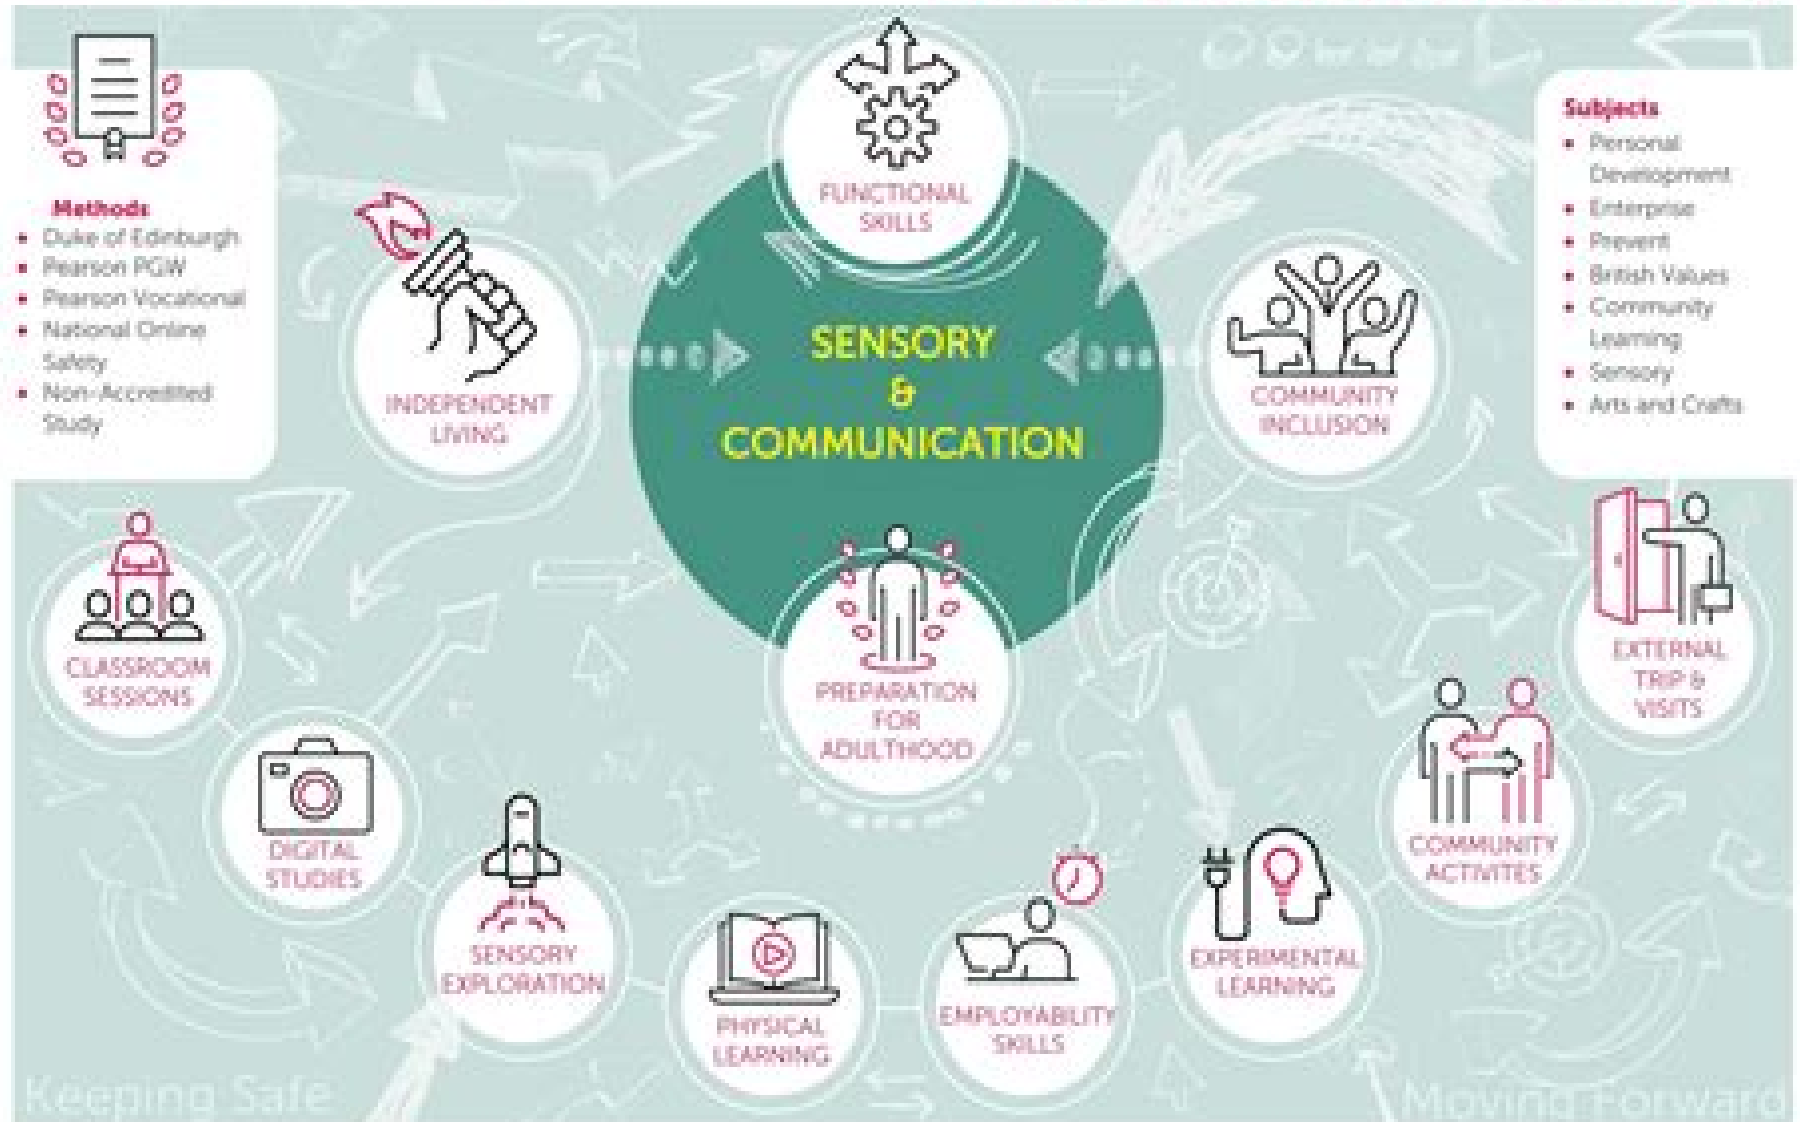 Methods
Duke of Edinburgh
Pearson PGW
Pearson Vocational
National Online
Safety
Non-Accredited
Study
FUNCTIONAL
SKILLS
Subjects
Personal
Development
Enterprise
Prevent
British Values
Community
Learning
Sensory
Arts and Crafts
INDEPENDENT
LIVING
SENSORY
&
COMMUNICATION
COMMUNITY
INCLUSION
PREPARATION
FOR
ADULTHOOD
CLASSROOM
SESSIONS
DIGITAL
STUDIES
SENSORY
EXPLORATION
PHYSICAL
LEARNING
EMPLOYABILITY
SKILLS
EXPERIMENTAL
LEARNING
COMMUNITY
ACTIVITES
EXTERNAL
TRIP &
VISITS
Keeping Safe
Moving Forward